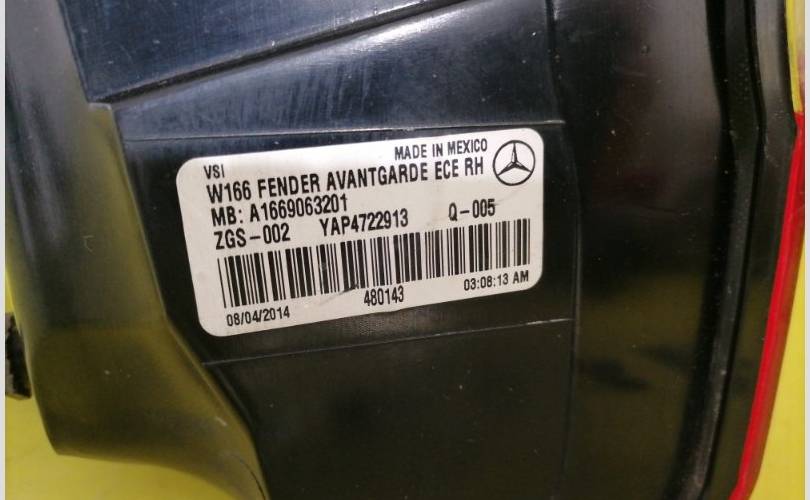 VSI
MADE IN MEXICO
W166 FENDER AVANTGARDE ECE RH
MB: A1669063201
ZGS-002 YAP4722913 Q-005
08/04/2014 480143 03:08:13 AM